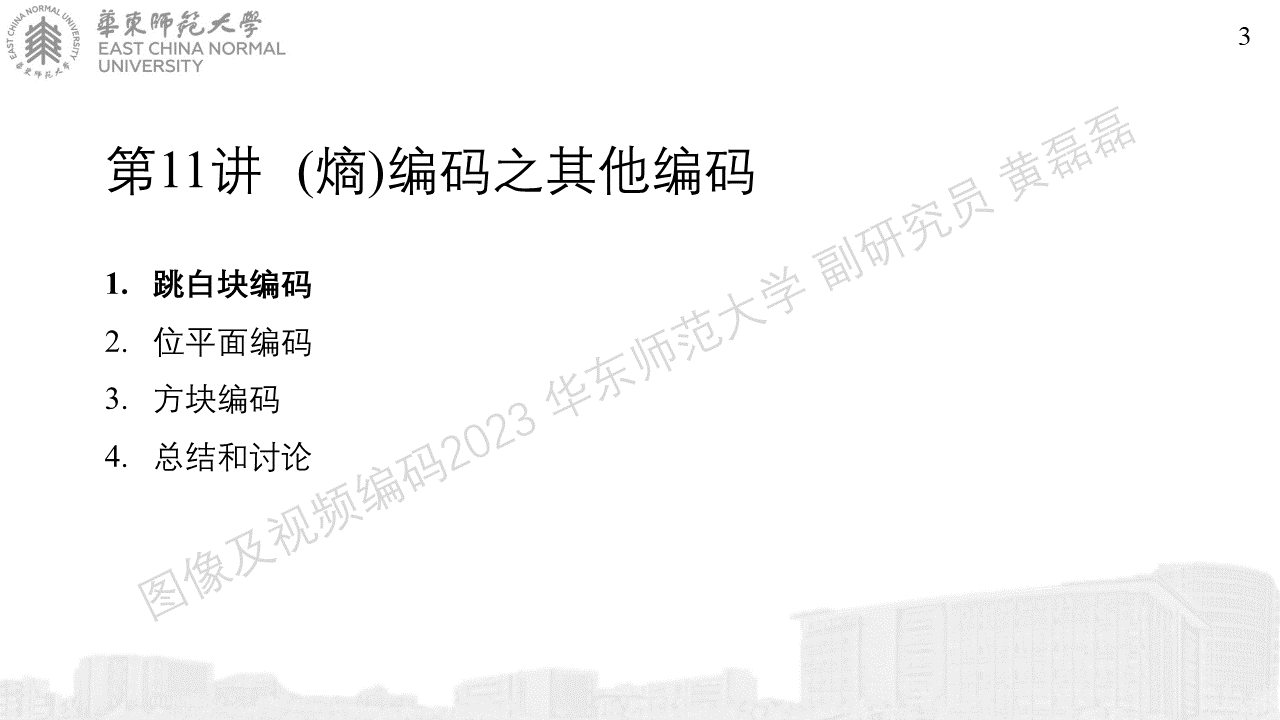 EAST CHINA NORMAL UNIVERSITY
華東師范大學
華東師范大學
EAST CHINA NORMAL
UNIVERSITY
3
第11讲 (熵)编码之其他编码
1. 跳白块编码
2. 位平面编码
3. 方块编码
4. 总结和讨论
图像及视频编码2023 华东师范大学 副研究员 黄磊磊